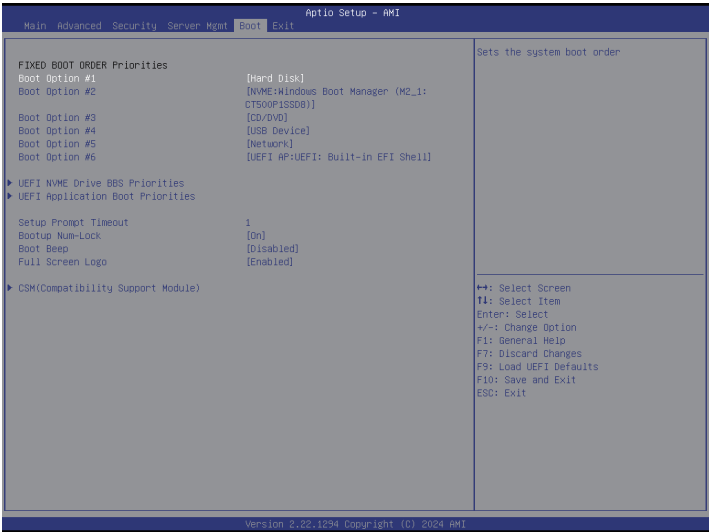 Aptio Setup – AMI
Main Advanced Security Server Mgmt Boot Exit
FIXED BOOT ORDER Priorities
Boot Option #1 [Hard Disk]
Boot Option #2 [NVME:Windows Boot Manager (M2_1:
CT500P1SSD8)]
Boot Option #3 [CD/DVD]
Boot Option #4 [USB Device]
Boot Option #5 [Network]
Boot Option #6 [UEFI AP:UEFI: Built-in EFI Shell]
UEFI NVME Drive BBS Priorities
UEFI Application Boot Priorities
Setup Prompt Timeout 1
Bootup Num-Lock [On]
Boot Beep [Disabled]
Full Screen Logo [Enabled]
CSM(Compatibility Support Module)
Sets the system boot order
↔: Select Screen
↑↓: Select Item
Enter: Select
+/-: Change Option
F1: General Help
F7: Discard Changes
F9: Load UEFI Defaults
F10: Save and Exit
ESC: Exit
Version 2.22.1294 Copyright (C) 2024 AMI